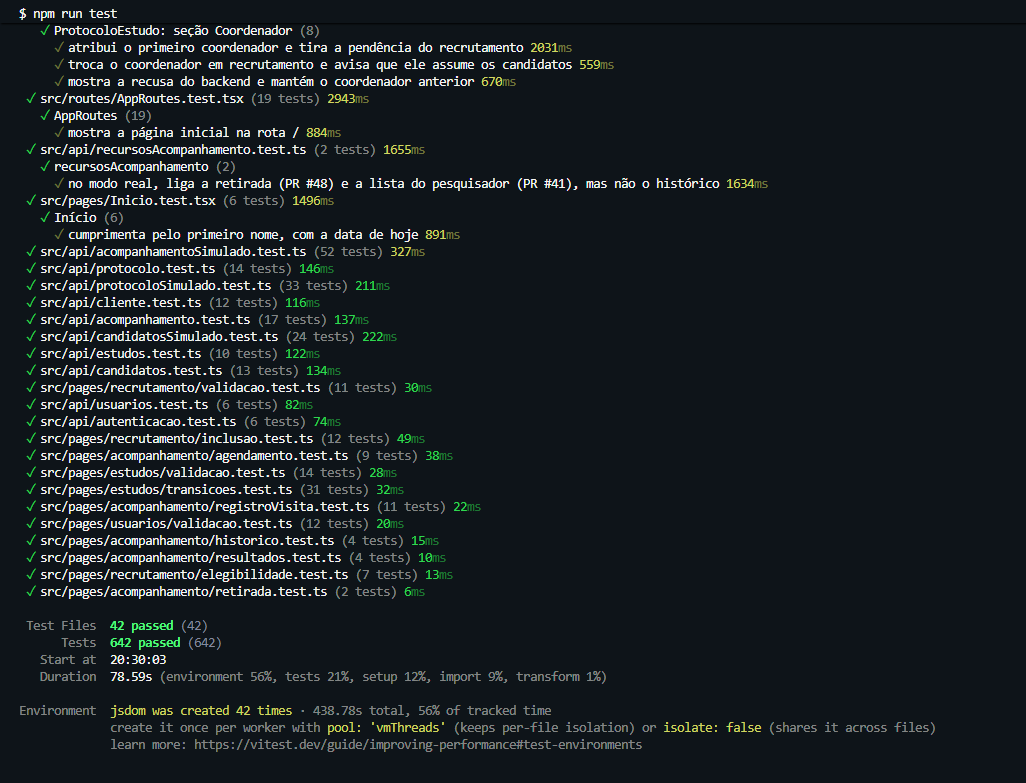 $ npm run test
✓ ProtocoloEstudo: seção Coordenador (8)
✓ atribui o primeiro coordenador e tira a pendência do recrutamento 2031ms
✓ troca o coordenador em recrutamento e avisa que ele assume os candidatos 559ms
✓ mostra a recusa do backend e mantém o coordenador anterior 670ms
✓ src/routes/AppRoutes.test.tsx (19 tests) 2943ms
✓ AppRoutes (19)
✓ mostra a página inicial na rota / 884ms
✓ src/api/recursosAcompanhamento.test.ts (2 tests) 1655ms
✓ recursosAcompanhamento (2)
✓ no modo real, liga a retirada (PR #48) e a lista do pesquisador (PR #41), mas não o histórico 1634ms
✓ src/pages/Inicio.test.tsx (6 tests) 1496ms
✓ Início (6)
✓ cumprimenta pelo primeiro nome, com a data de hoje 891ms
✓ src/api/acompanhamentoSimulado.test.ts (52 tests) 327ms
✓ src/api/protocolo.test.ts (14 tests) 146ms
✓ src/api/protocoloSimulado.test.ts (33 tests) 211ms
✓ src/api/cliente.test.ts (12 tests) 116ms
✓ src/api/acompanhamento.test.ts (17 tests) 137ms
✓ src/api/candidatosSimulado.test.ts (24 tests) 222ms
✓ src/api/estudos.test.ts (10 tests) 122ms
✓ src/api/candidatos.test.ts (13 tests) 134ms
✓ src/pages/recrutamento/validacao.test.ts (11 tests) 30ms
✓ src/api/usuarios.test.ts (6 tests) 82ms
✓ src/api/autenticacao.test.ts (6 tests) 74ms
✓ src/pages/recrutamento/inclusao.test.ts (12 tests) 49ms
✓ src/pages/acompanhamento/agendamento.test.ts (9 tests) 38ms
✓ src/pages/estudos/validacao.test.ts (14 tests) 28ms
✓ src/pages/estudos/transicoes.test.ts (31 tests) 32ms
✓ src/pages/acompanhamento/registroVisita.test.ts (11 tests) 22ms
✓ src/pages/usuarios/validacao.test.ts (12 tests) 20ms
✓ src/pages/acompanhamento/historico.test.ts (4 tests) 15ms
✓ src/pages/acompanhamento/resultados.test.ts (4 tests) 10ms
✓ src/pages/recrutamento/elegibilidade.test.ts (7 tests) 13ms
✓ src/pages/acompanhamento/retirada.test.ts (2 tests) 6ms
Test Files 42 passed (42)
Tests 642 passed (642)
Start at 20:30:03
Duration 78.59s (environment 56%, tests 21%, setup 12%, import 9%, transform 1%)
Environment jsdom was created 42 times · 438.78s total, 56% of tracked time
create it once per worker with pool: 'vmThreads' (keeps per-file isolation) or isolate: false (shares it across files)
learn more: https://vitest.dev/guide/improving-performance#test-environments